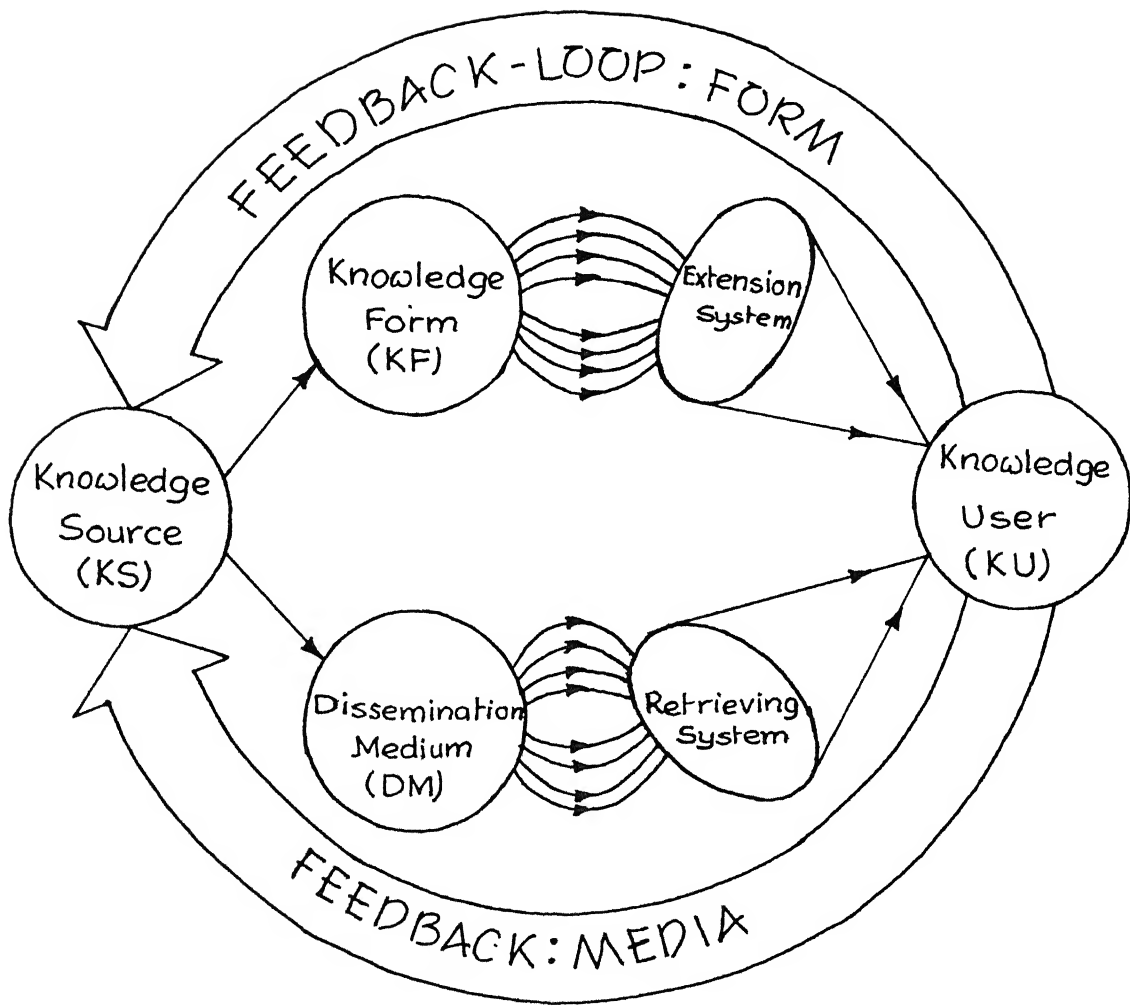 FEEDBACK-LOOP: FORM
Knowledge
Form
(KF)
Extension
System
Knowledge
Source
(KS)
Knowledge
User
(KU)
Dissemination
Medium
(DM)
Retrieving
System
FEEDBACK: MEDIA